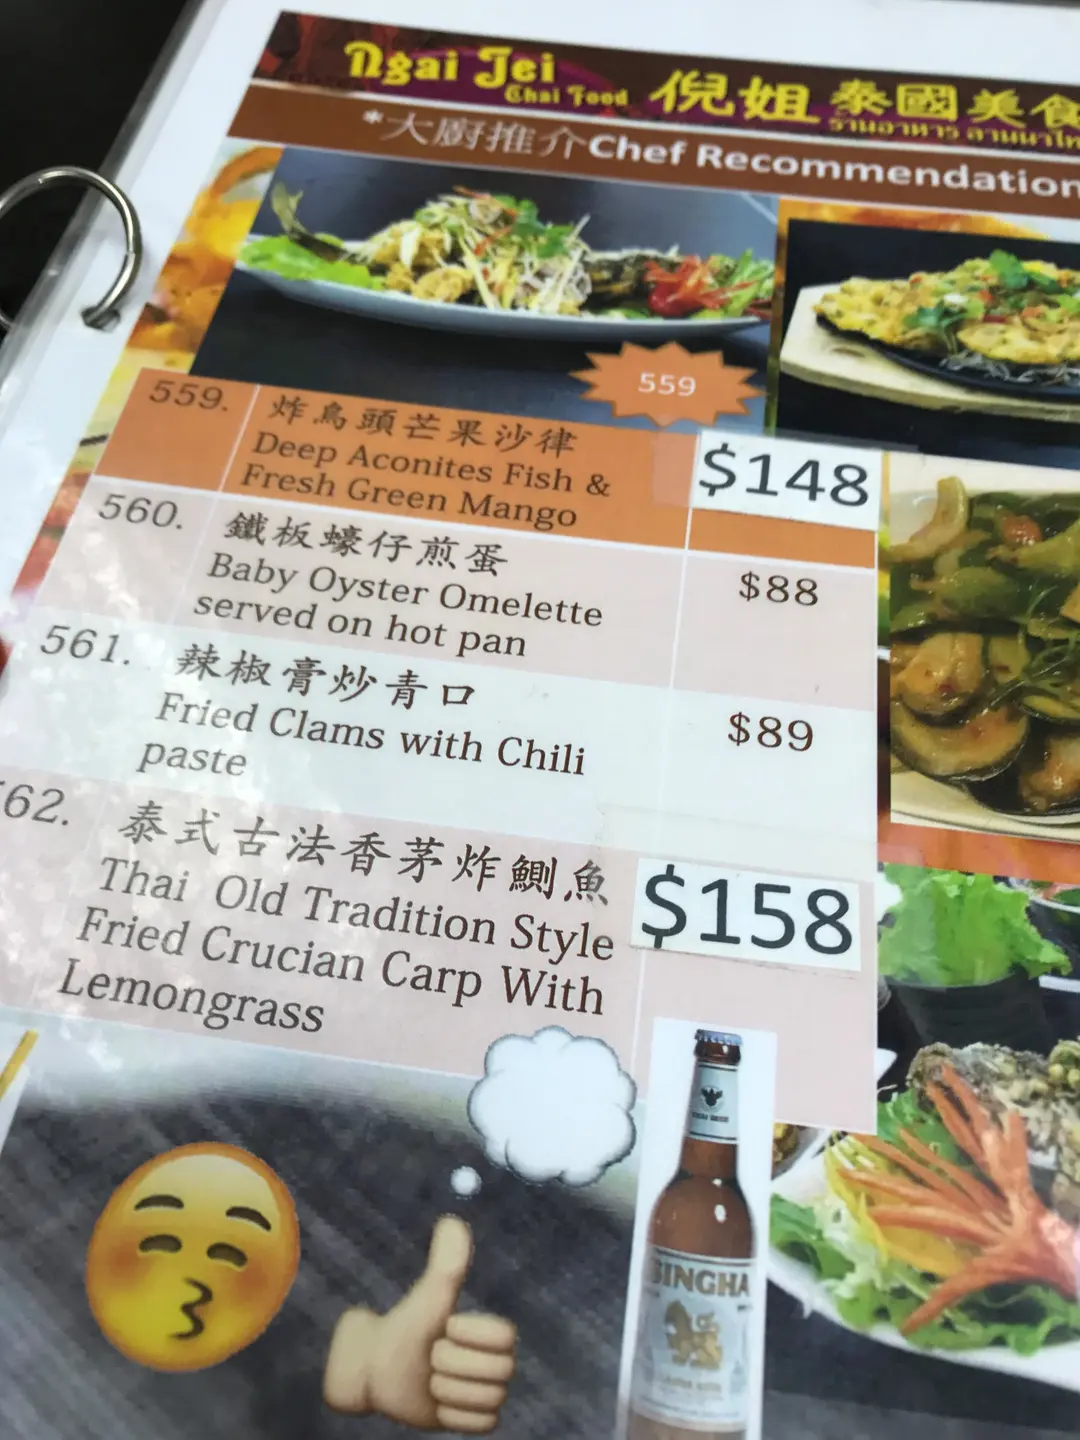 Ngai Jei
Thai Food
倪姐泰國美食
*大廚推介Chef Recommendation
559
559. 炸烏頭芒果沙律
Deep Aconites Fish &
Fresh Green Mango
$148
560. 鐵板蠔仔煎蛋
Baby Oyster Omelette
served on hot pan
$88
561. 辣椒膏炒青口
Fried Clams with Chili
paste
$89
62. 泰式古法香茅炸鰂魚
Thai Old Tradition Style
Fried Crucian Carp With
Lemongrass
$158
SINGHA